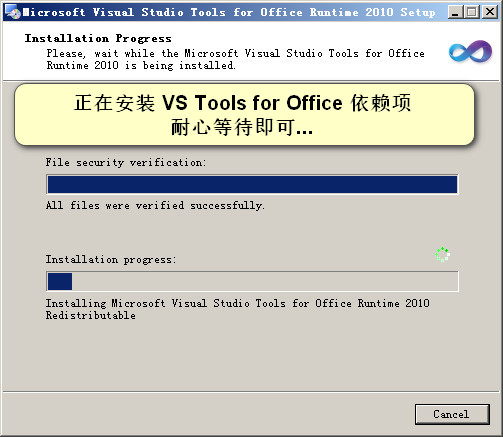 Microsoft Visual Studio Tools for Office Runtime 2010 Setup
Installation Progress
Please, wait while the Microsoft Visual Studio Tools for Office
Runtime 2010 is being installed.
正在安装 VS Tools for Office 依赖项
耐心等待即可...
File security verification:
All files were verified successfully.
Installation progress:
Installing Microsoft Visual Studio Tools for Office Runtime 2010
Redistributable
Cancel